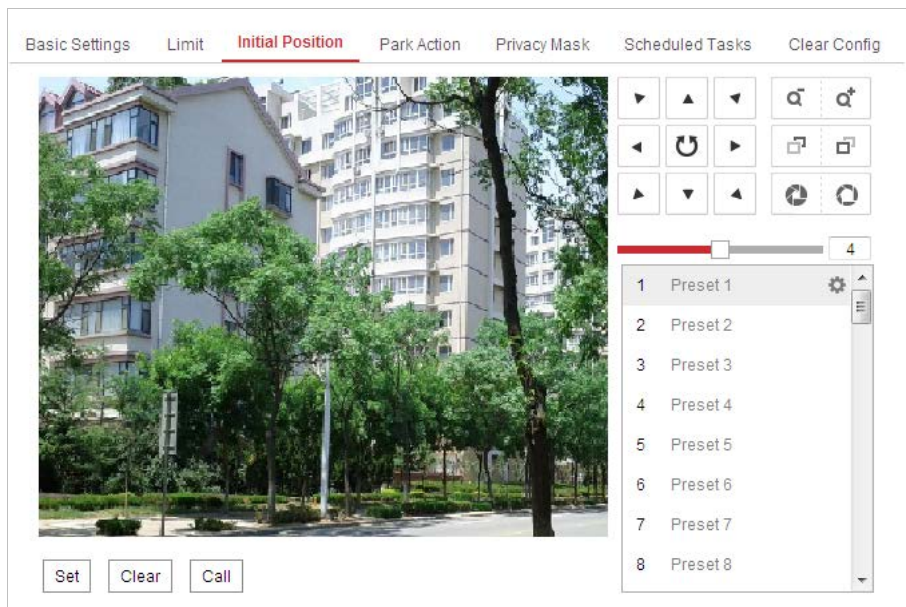 Basic Settings Limit Initial Position Park Action Privacy Mask Scheduled Tasks Clear Config
4
1 Preset 1
2 Preset 2
3 Preset 3
4 Preset 4
5 Preset 5
6 Preset 6
7 Preset 7
8 Preset 8
Set Clear Call